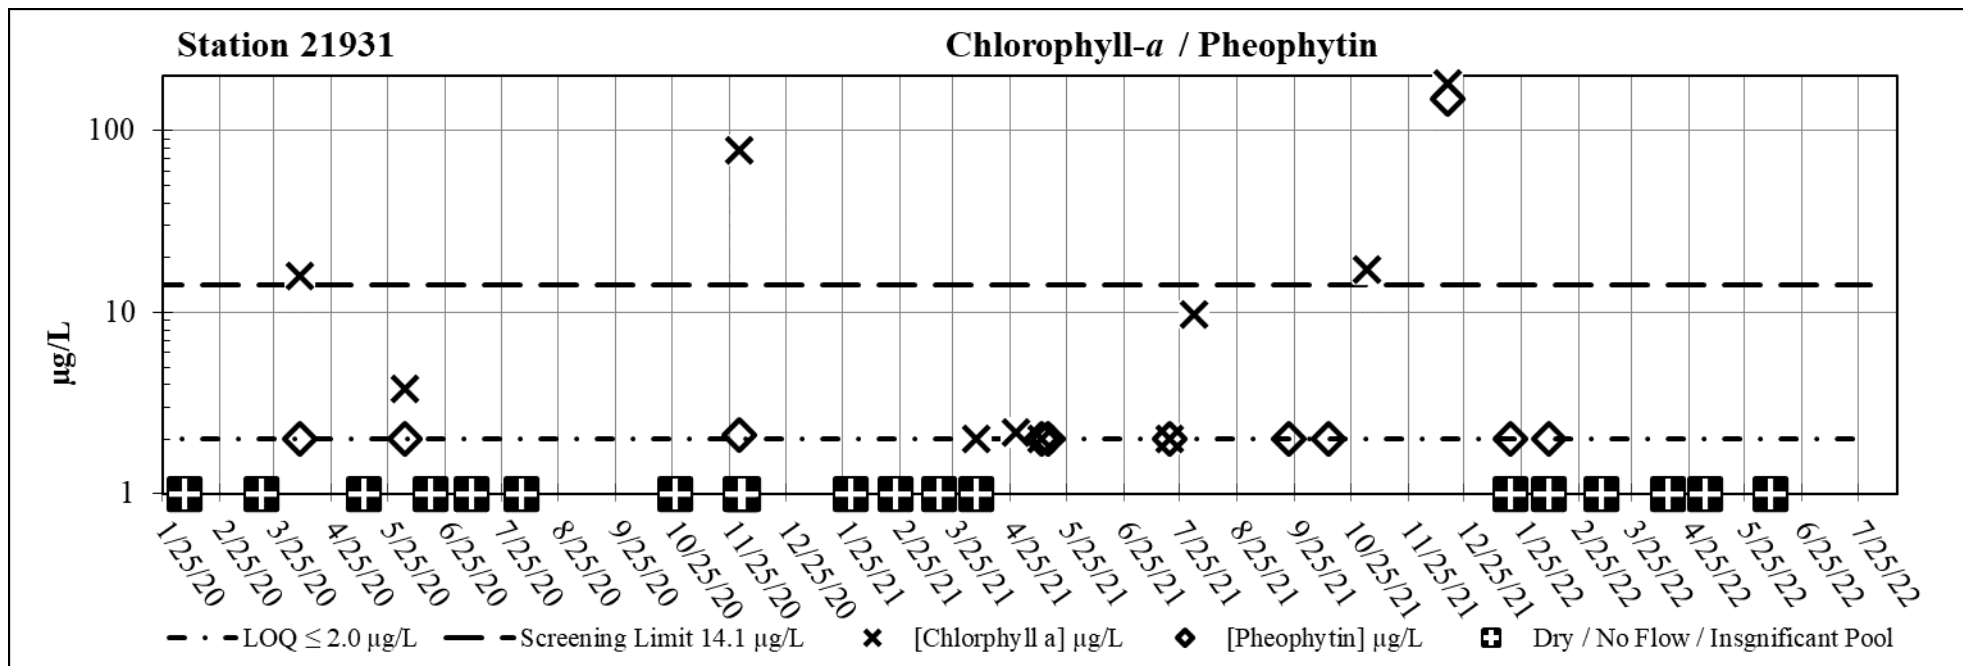 Station 21931 Chlorophyll-a / Pheophytin
µg/L
100
10
1
1/25/20 2/25/20 3/25/20 4/25/20 5/25/20 6/25/20 7/25/20 8/25/20 9/25/20 10/25/20 11/25/20 12/25/20 1/25/21 2/25/21 3/25/21 4/25/21 5/25/21 6/25/21 7/25/21 8/25/21 9/25/21 10/25/21 11/25/21 12/25/21 1/25/22 2/25/22 3/25/22 4/25/22 5/25/22 6/25/22 7/25/22
LOQ ≤ 2.0 µg/L Screening Limit 14.1 µg/L [Chlorphyll a] µg/L [Pheophytin] µg/L Dry / No Flow / Insgnificant Pool